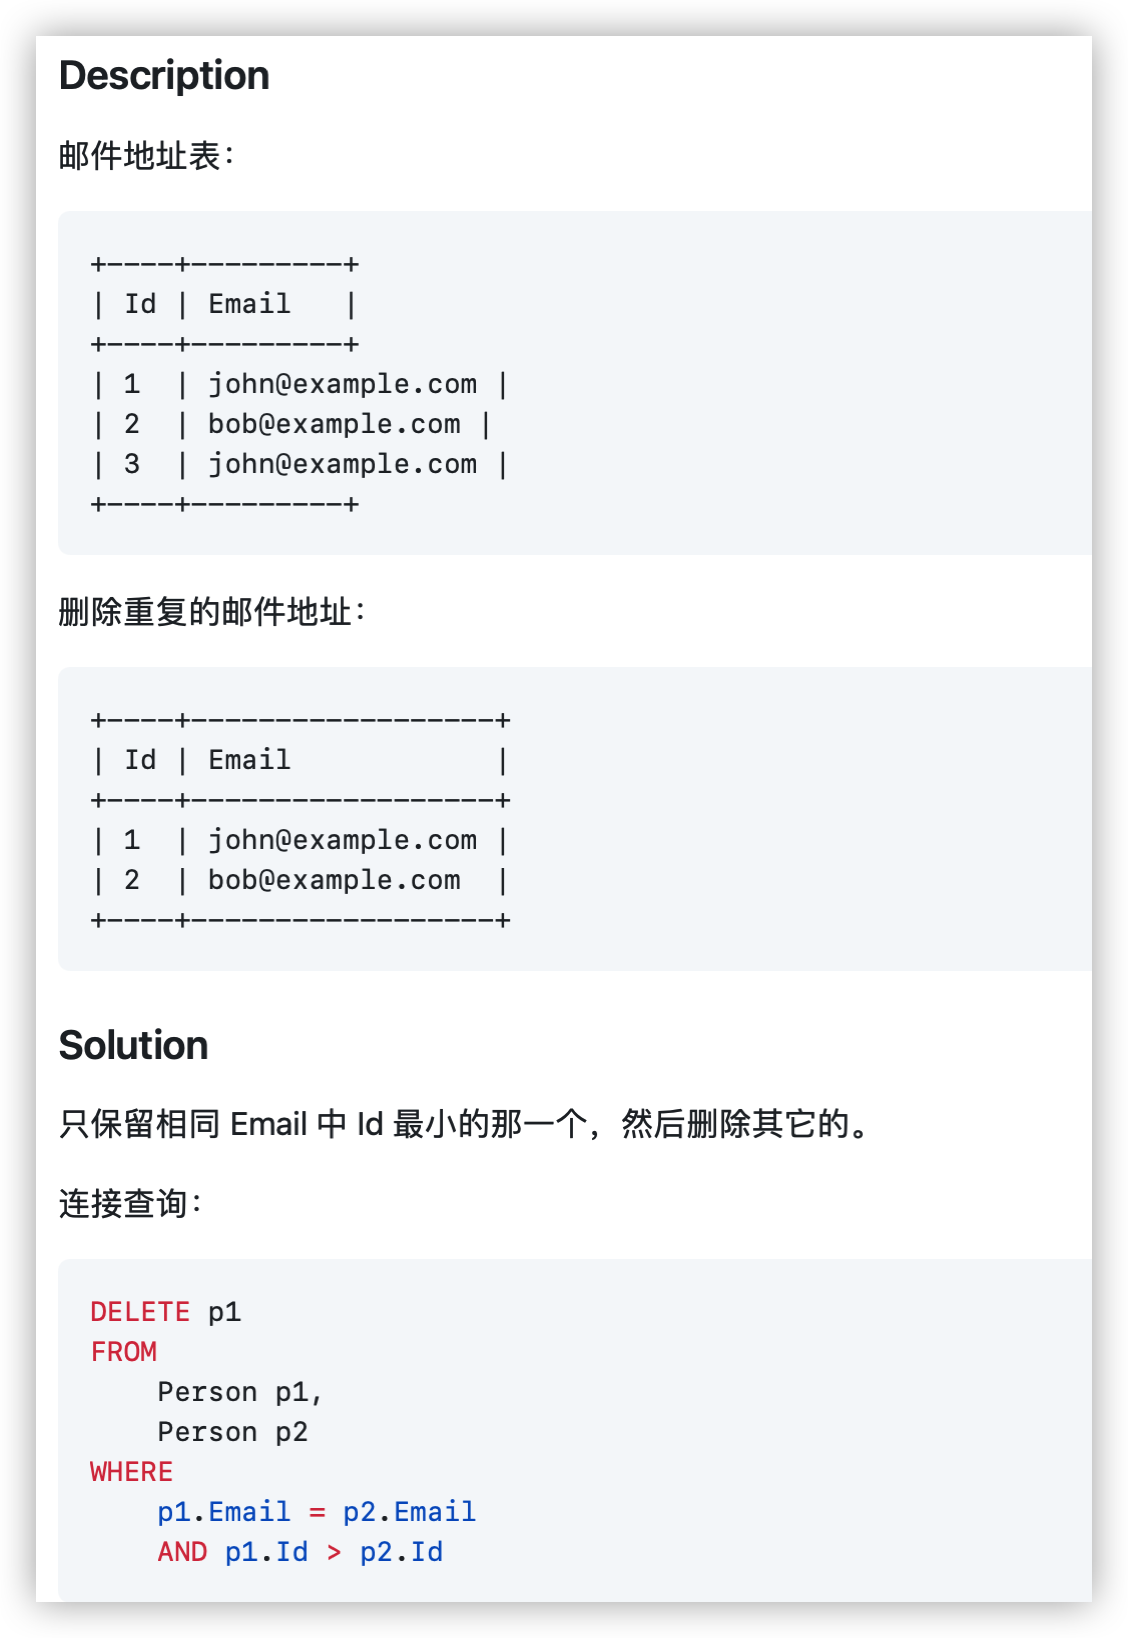 Description
邮件地址表：
+----+---------+
| Id | Email   |
+----+---------+
| 1  | john@example.com |
| 2  | bob@example.com |
| 3  | john@example.com |
+----+---------+
删除重复的邮件地址：
+----+------------------+
| Id | Email            |
+----+------------------+
| 1  | john@example.com |
| 2  | bob@example.com  |
+----+------------------+
Solution
只保留相同 Email 中 Id 最小的那一个，然后删除其它的。
连接查询：
DELETE p1
FROM
    Person p1,
    Person p2
WHERE
    p1.Email = p2.Email
    AND p1.Id > p2.Id